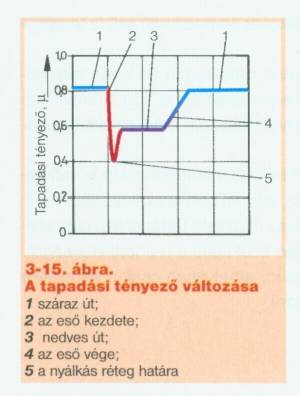 1 2 3 1
1,0
0,8
0,6
0,4
0,2
0
Tapadási tényező, μ
4
5
3-15. ábra.
A tapadási tényező változása
1 száraz út;
2 az eső kezdete;
3 nedves út;
4 az eső vége;
5 a nyálkás réteg határa